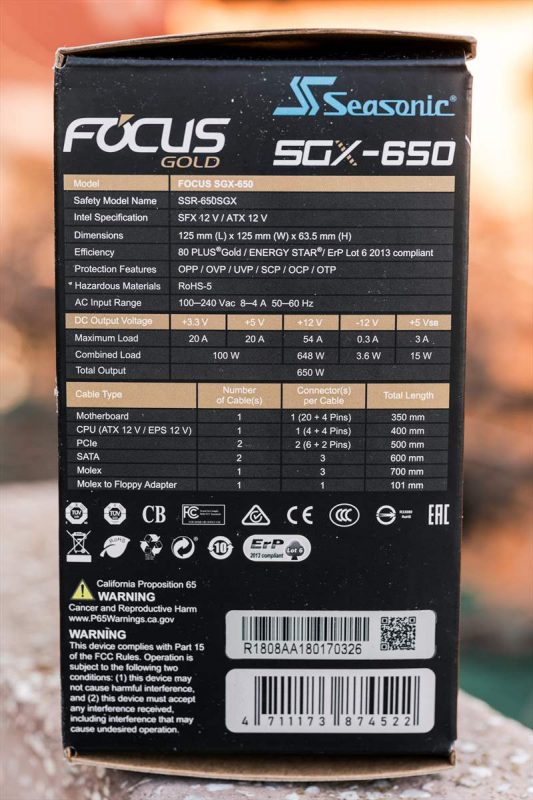 Seasonic®
FOCUS
GOLD
SGX-650
Model FOCUS SGX-650
Safety Model Name SSR-650SGX
Intel Specification SFX 12 V / ATX 12 V
Dimensions 125 mm (L) x 125 mm (W) x 63.5 mm (H)
Efficiency 80 PLUS®Gold / ENERGY STAR®/ ErP Lot 6 2013 compliant
Protection Features OPP / OVP / UVP / SCP / OCP / OTP
* Hazardous Materials RoHS-5
AC Input Range 100–240 Vac 8–4 A 50–60 Hz
DC Output Voltage +3.3 V +5 V +12 V -12 V +5 VSB
Maximum Load 20 A 20 A 54 A 0.3 A 3 A
Combined Load 100 W 648 W 3.6 W 15 W
Total Output 650 W
Cable Type Number of Cable(s) Connector(s) per Cable Total Length
Motherboard 1 1 (20 + 4 Pins) 350 mm
CPU (ATX 12 V / EPS 12 V) 1 1 (4 + 4 Pins) 400 mm
PCIe 2 2 (6 + 2 Pins) 500 mm
SATA 2 3 600 mm
Molex 1 3 700 mm
Molex to Floppy Adapter 1 1 101 mm
TÜV TÜV CB FC CE CCC EAC
RoHS 10 ErP Lot 6
2013 compliant
California Proposition 65
WARNING
Cancer and Reproductive Harm
www.P65Warnings.ca.gov
WARNING
This device complies with Part 15
of the FCC Rules. Operation is
subject to the following two
conditions: (1) this device may
not cause harmful interference,
and (2) this device must accept
any interference received,
including interference that may
cause undesired operation.
R1808AA180170326
4 711173 874522